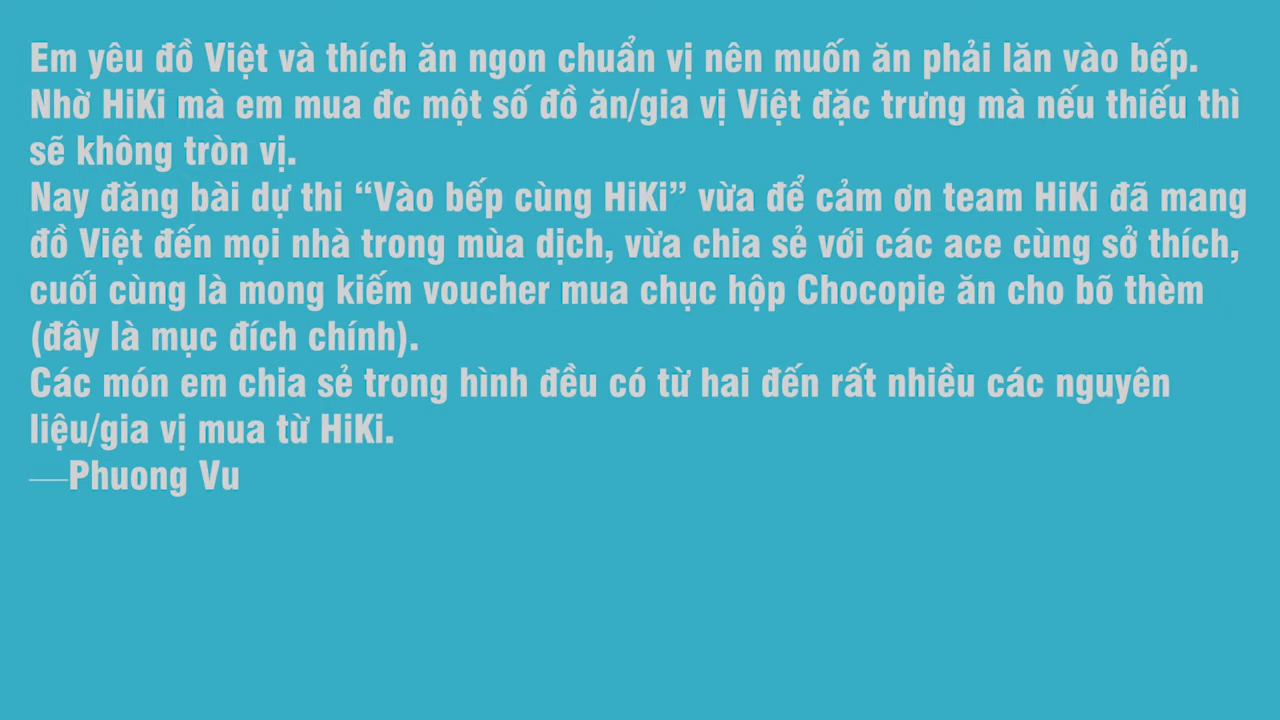 Em yêu đồ Việt và thích ăn ngon chuẩn vị nên muốn ăn phải lăn vào bếp.
Nhờ HiKi mà em mua đc một số đồ ăn/gia vị Việt đặc trưng mà nếu thiếu thì
sẽ không tròn vị.
Nay đăng bài dự thi “Vào bếp cùng HiKi” vừa để cảm ơn team HiKi đã mang
đồ Việt đến mọi nhà trong mùa dịch, vừa chia sẻ với các ace cùng sở thích,
cuối cùng là mong kiếm voucher mua chục hộp Chocopie ăn cho bõ thèm
(đây là mục đích chính).
Các món em chia sẻ trong hình đều có từ hai đến rất nhiều các nguyên
liệu/gia vị mua từ HiKi.
—Phuong Vu